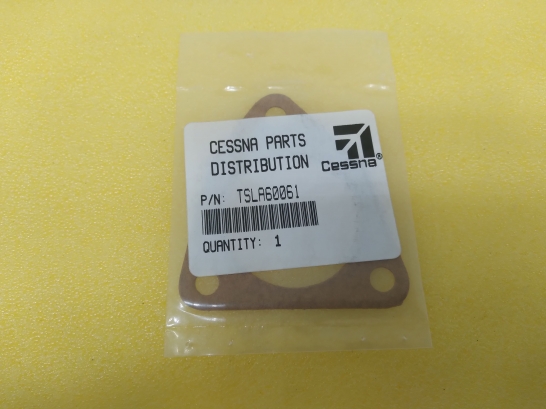 CESSNA PARTS
DISTRIBUTION
Cessna®
P/N: TSLA60061
QUANTITY: 1